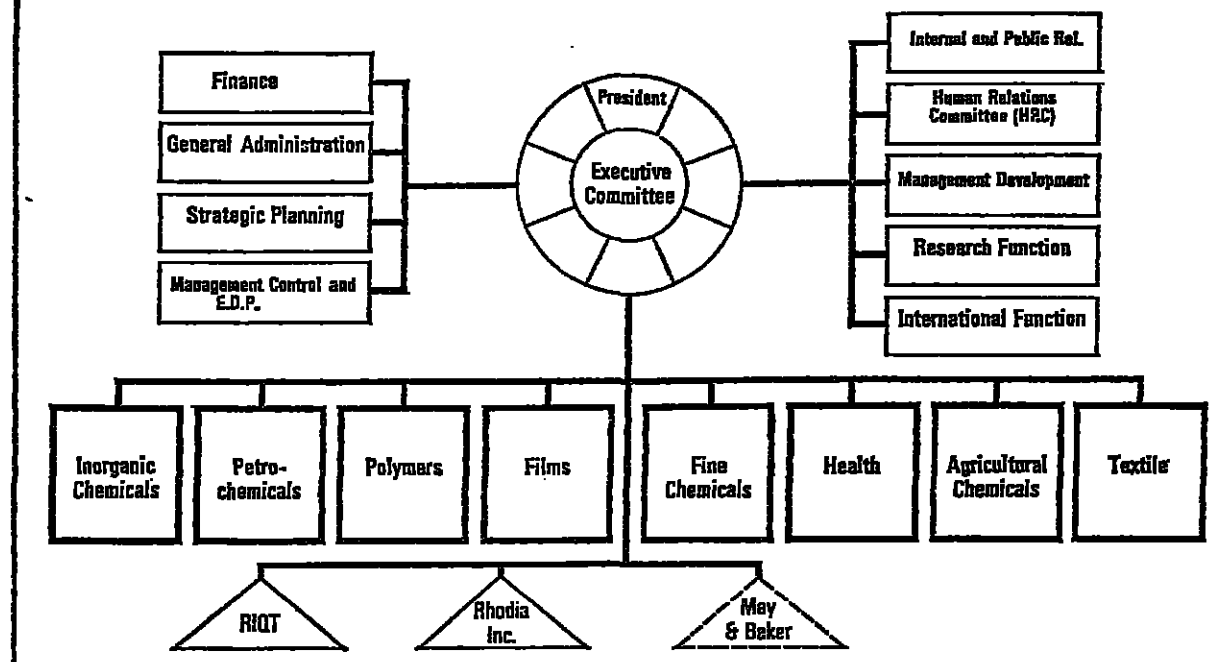 Finance
General Administration
Strategic Planning
Management Control and
E.D.P.
President
Executive
Committee
Internal and Public Rel.
Human Relations
Committee (HRC)
Management Development
Research Function
International Function
Inorganic
Chemicals
Petro-
chemicals
Polymers
Films
Fine
Chemicals
Health
Agricultural
Chemicals
Textile
RIQT
Rhodia
Inc.
May
& Baker